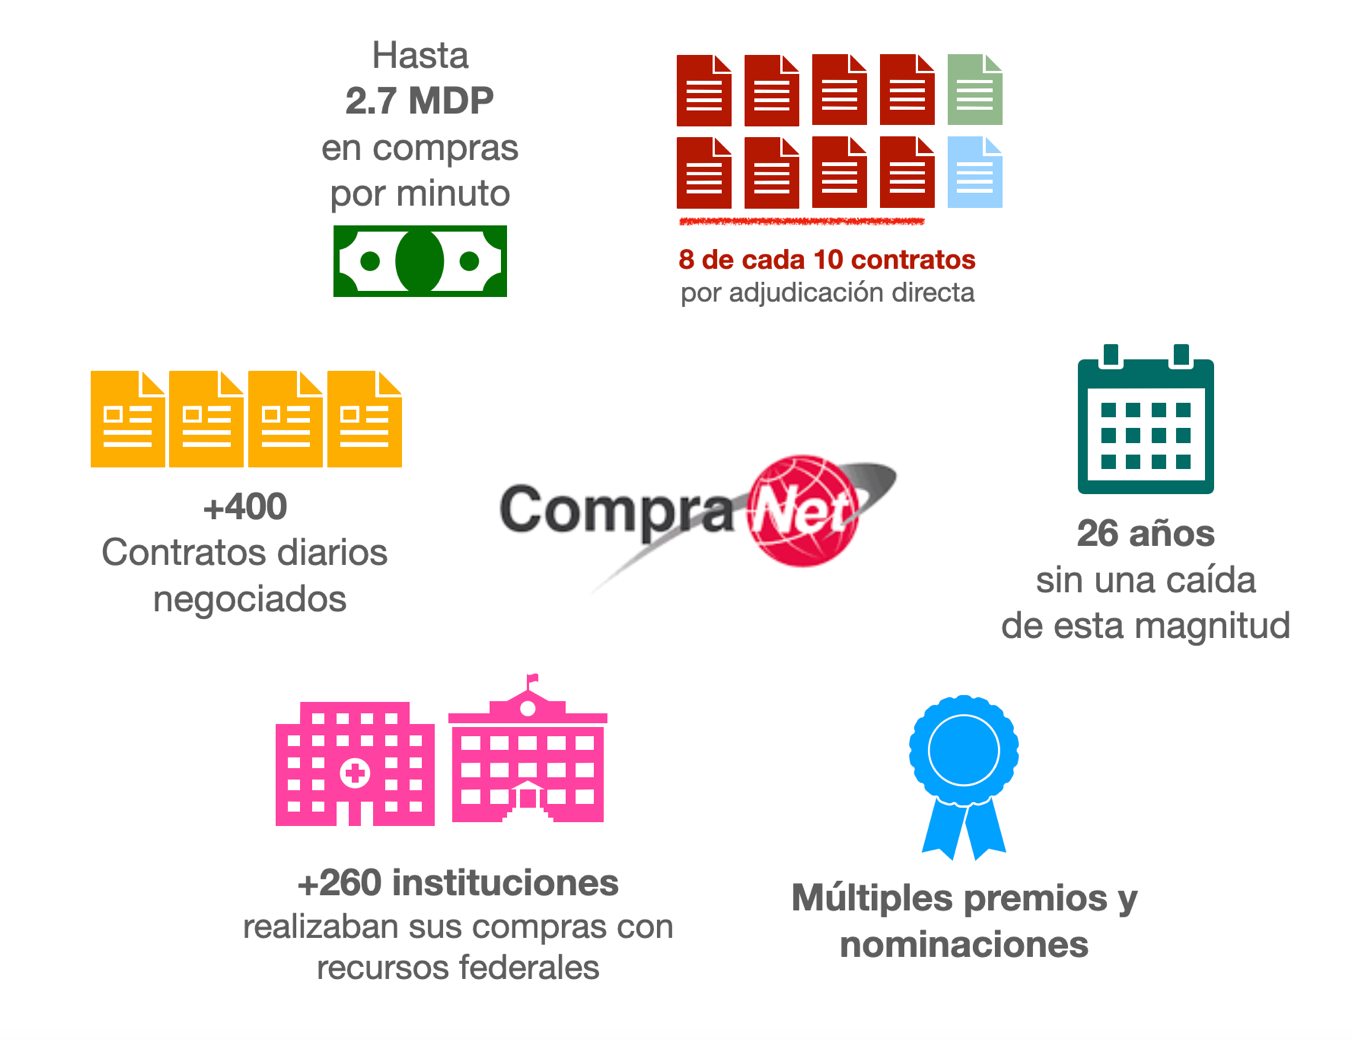 Hasta
2.7 MDP
en compras
por minuto
8 de cada 10 contratos
por adjudicación directa
+400
Contratos diarios
negociados
CompraNet
26 años
sin una caída
de esta magnitud
+260 instituciones
realizaban sus compras con
recursos federales
Múltiples premios y
nominaciones